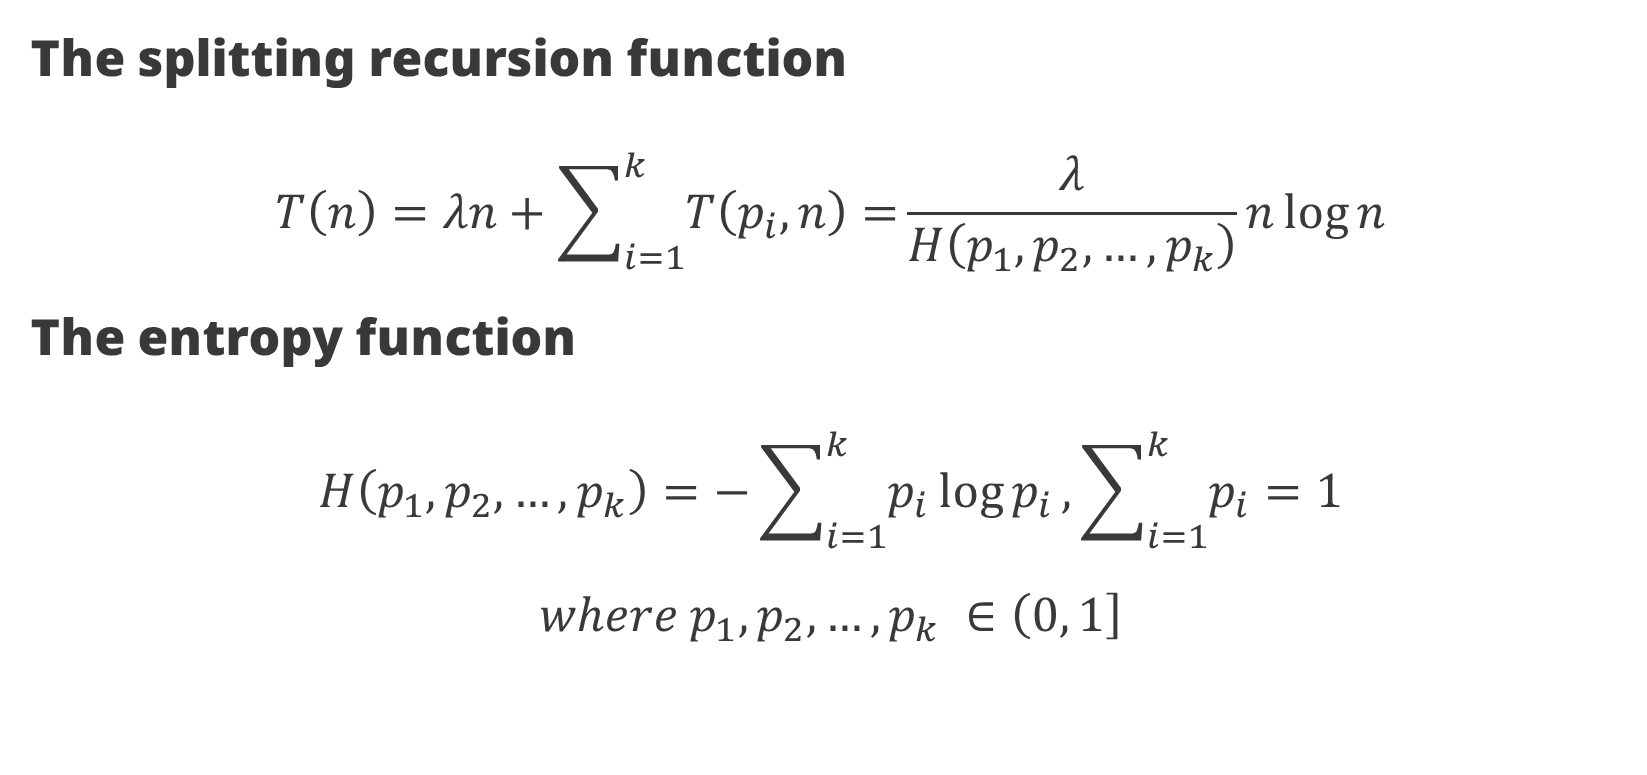 The splitting recursion function
T(n) = λn + ∑_{i=1}^{k} T(p_i, n) = \frac{λ}{H(p_1, p_2, … , p_k)} n log n
The entropy function
H(p_1, p_2, … , p_k) = − ∑_{i=1}^{k} p_i log p_i , ∑_{i=1}^{k} p_i = 1
where p_1, p_2, … , p_k ∈ (0, 1]